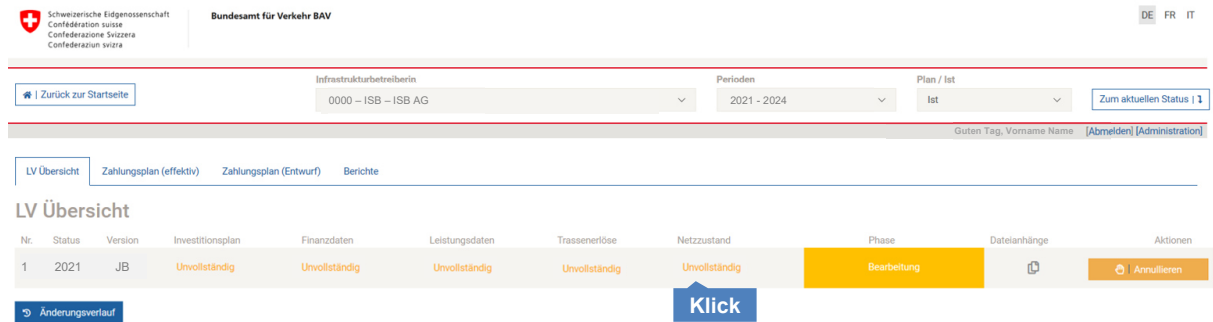 Schweizerische Eidgenossenschaft
Confédération suisse
Confederazione Svizzera
Confederaziun svizra
Bundesamt für Verkehr BAV
DE FR IT
Infrastrukturbetreiberin Perioden Plan / Ist
| Zurück zur Startseite 0000 – ISB – ISB AG 2021 - 2024 Ist Zum aktuellen Status |
Guten Tag, Vorname Name [Abmelden] [Administration]
LV Übersicht Zahlungsplan (effektiv) Zahlungsplan (Entwurf) Berichte
LV Übersicht
Nr. Status Version Investitionsplan Finanzdaten Leistungsdaten Trassenerlöse Netzzustand Phase Dateianhänge Aktionen
1 2021 JB Unvollständig Unvollständig Unvollständig Unvollständig Unvollständig Bearbeitung | Annullieren
Klick
Änderungsverlauf